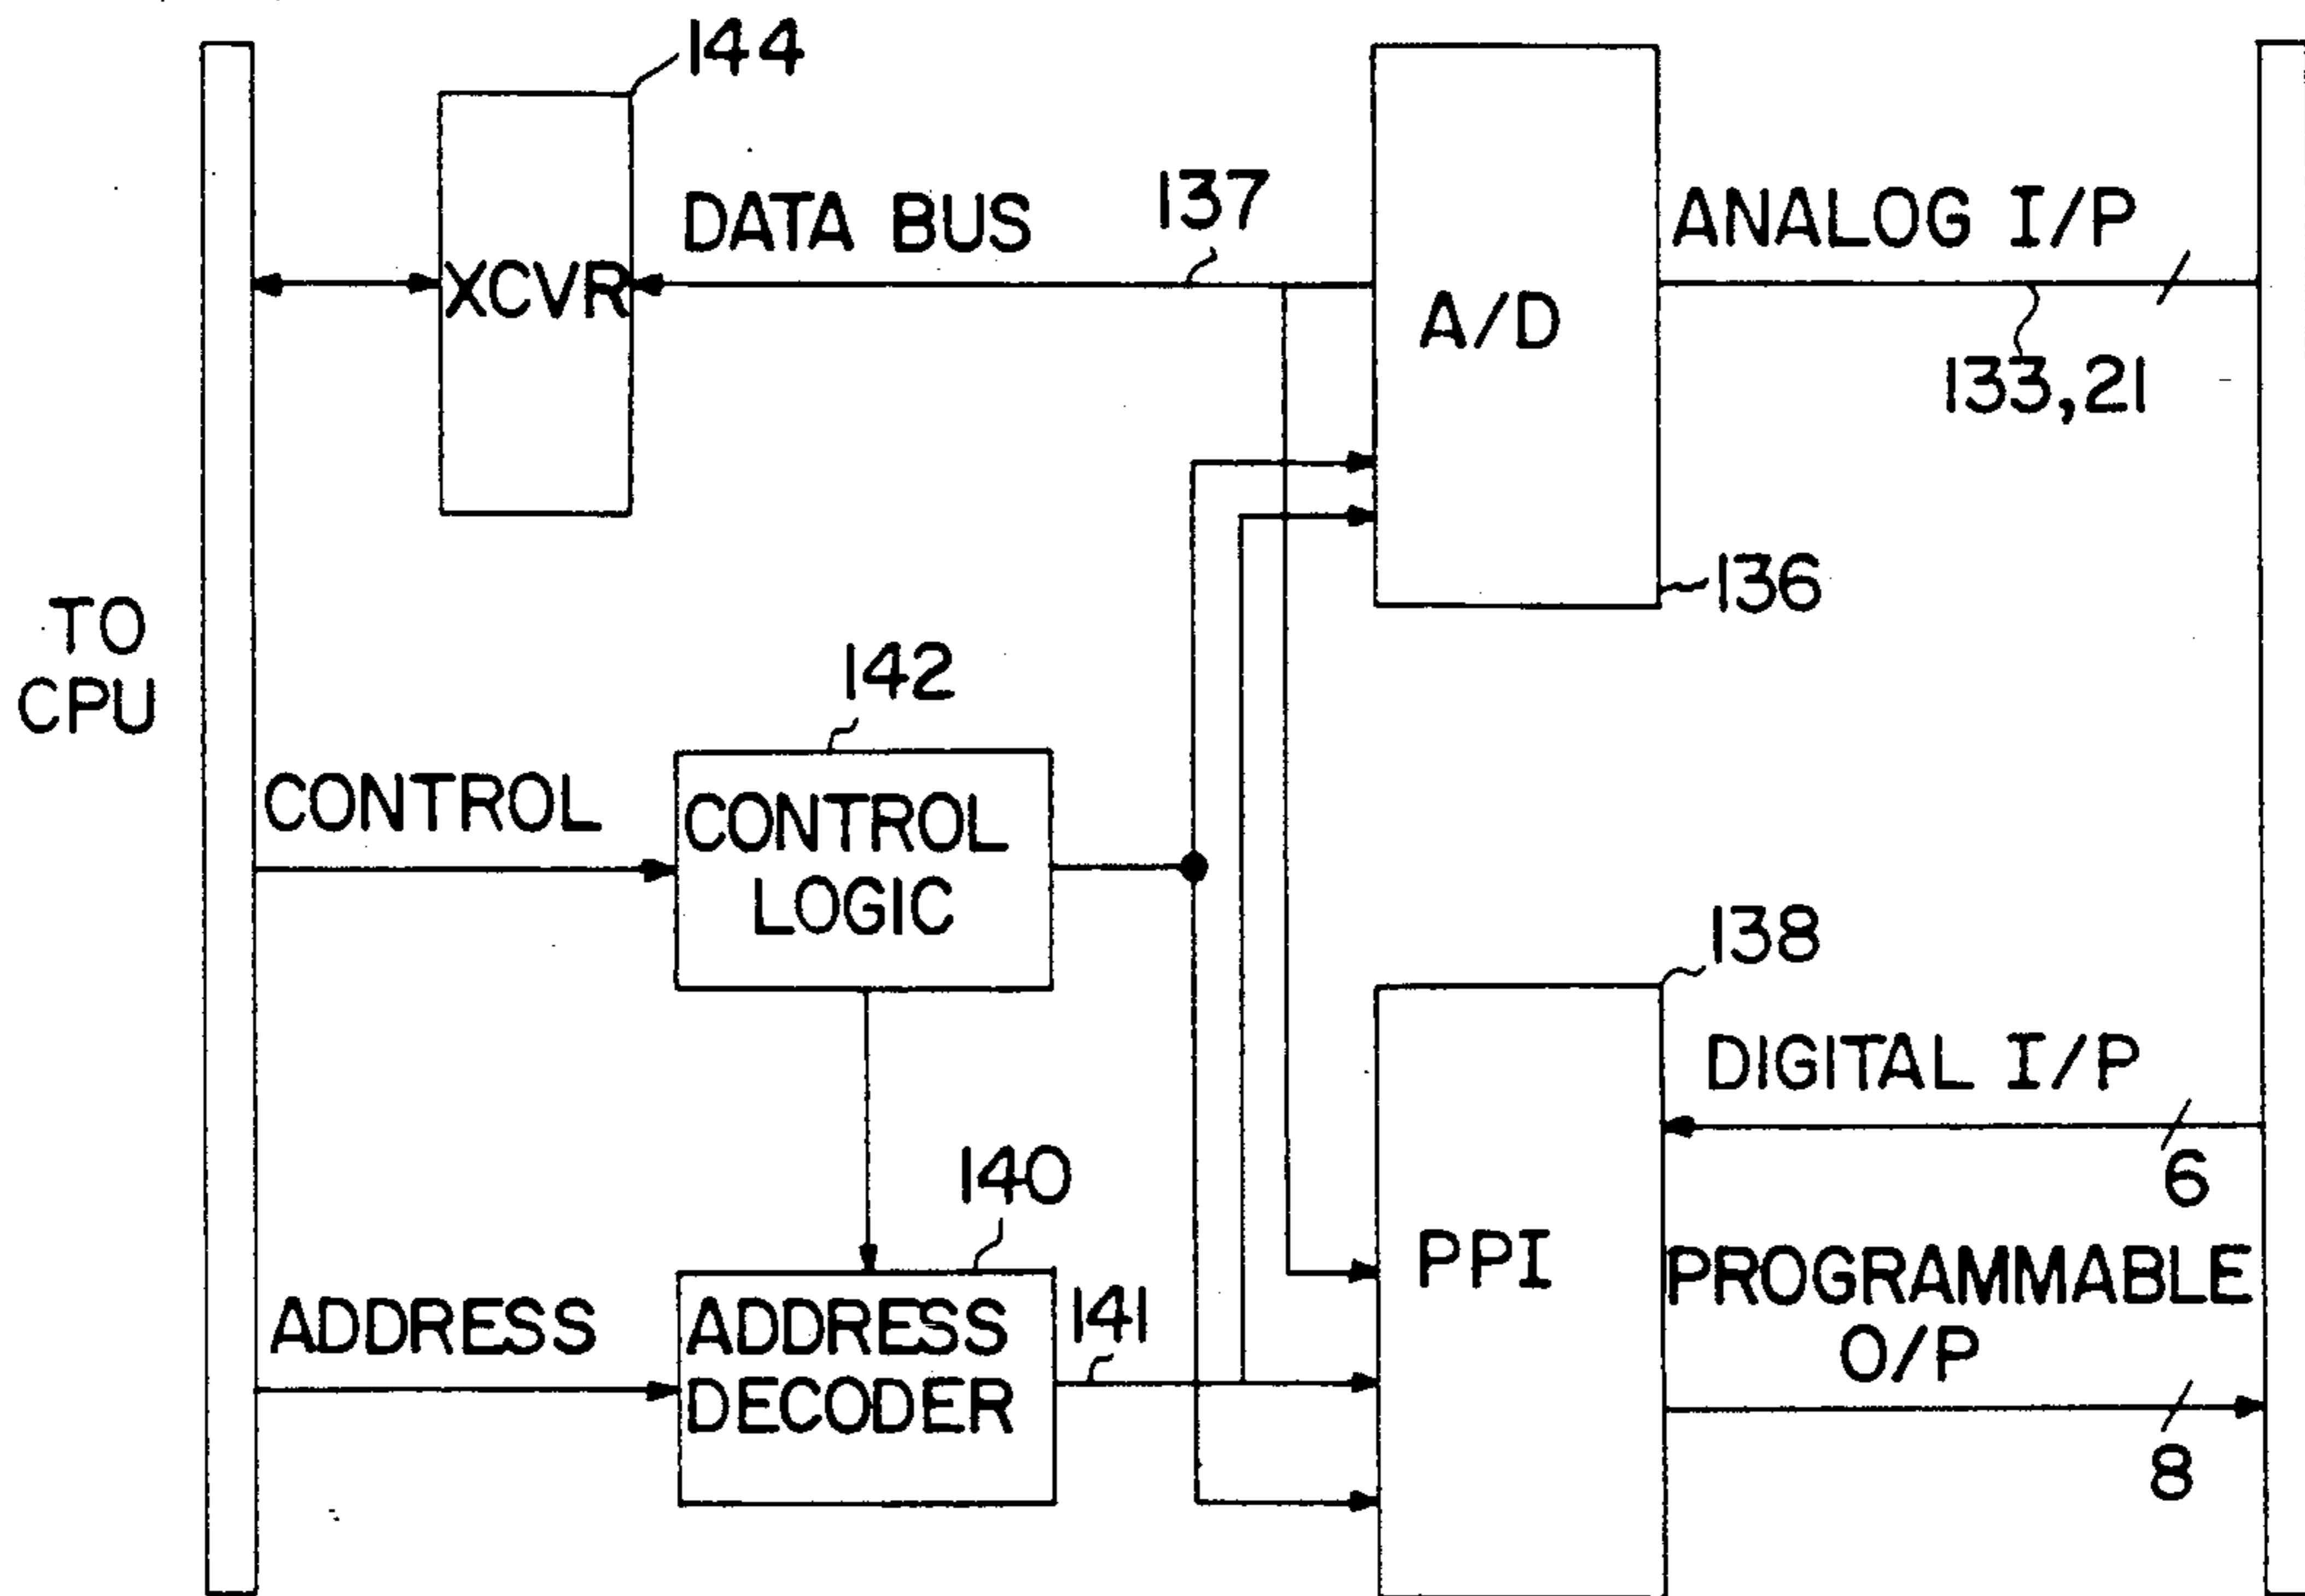 144
DATA BUS
137
ANALOG I/P
XCVR
A/D
133,21
136
TO
CPU
142
CONTROL
CONTROL
LOGIC
138
DIGITAL I/P
6
140
PPI
PROGRAMMABLE
O/P
8
ADDRESS
ADDRESS
DECODER
141